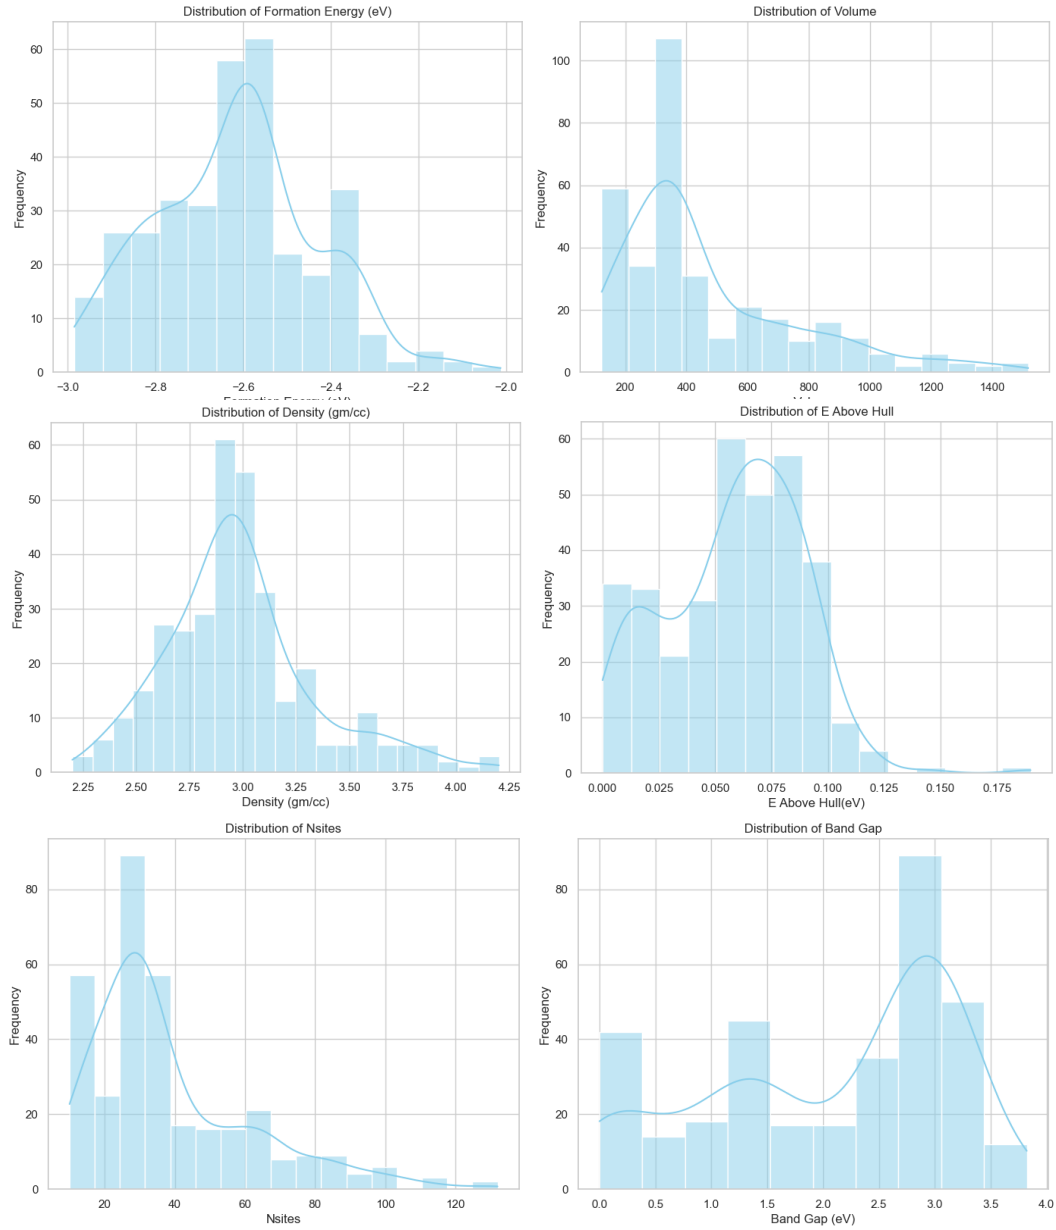 Distribution of Formation Energy (eV)
Frequency
60
50
40
30
20
10
0
−3.0 −2.8 −2.6 −2.4 −2.2 −2.0
Formation Energy (eV)
Distribution of Volume
Frequency
100
80
60
40
20
0
200 400 600 800 1000 1200 1400
Distribution of Density (gm/cc)
Frequency
60
50
40
30
20
10
0
2.25 2.50 2.75 3.00 3.25 3.50 3.75 4.00 4.25
Density (gm/cc)
Distribution of E Above Hull
Frequency
60
50
40
30
20
10
0
0.000 0.025 0.050 0.075 0.100 0.125 0.150 0.175
E Above Hull(eV)
Distribution of Nsites
Frequency
80
60
40
20
0
20 40 60 80 100 120
Nsites
Distribution of Band Gap
Frequency
80
60
40
20
0
0.0 0.5 1.0 1.5 2.0 2.5 3.0 3.5 4.0
Band Gap (eV)